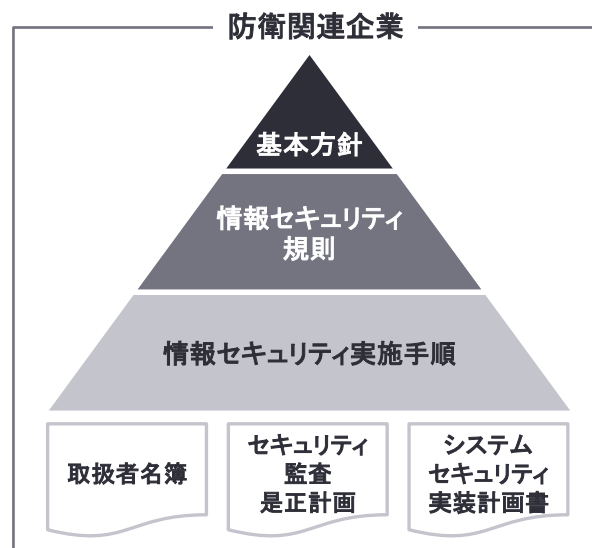 防衛関連企業
基本方針
情報セキュリティ
規則
情報セキュリティ実施手順
取扱者名簿
セキュリティ
監査
是正計画
システム
セキュリティ
実装計画書